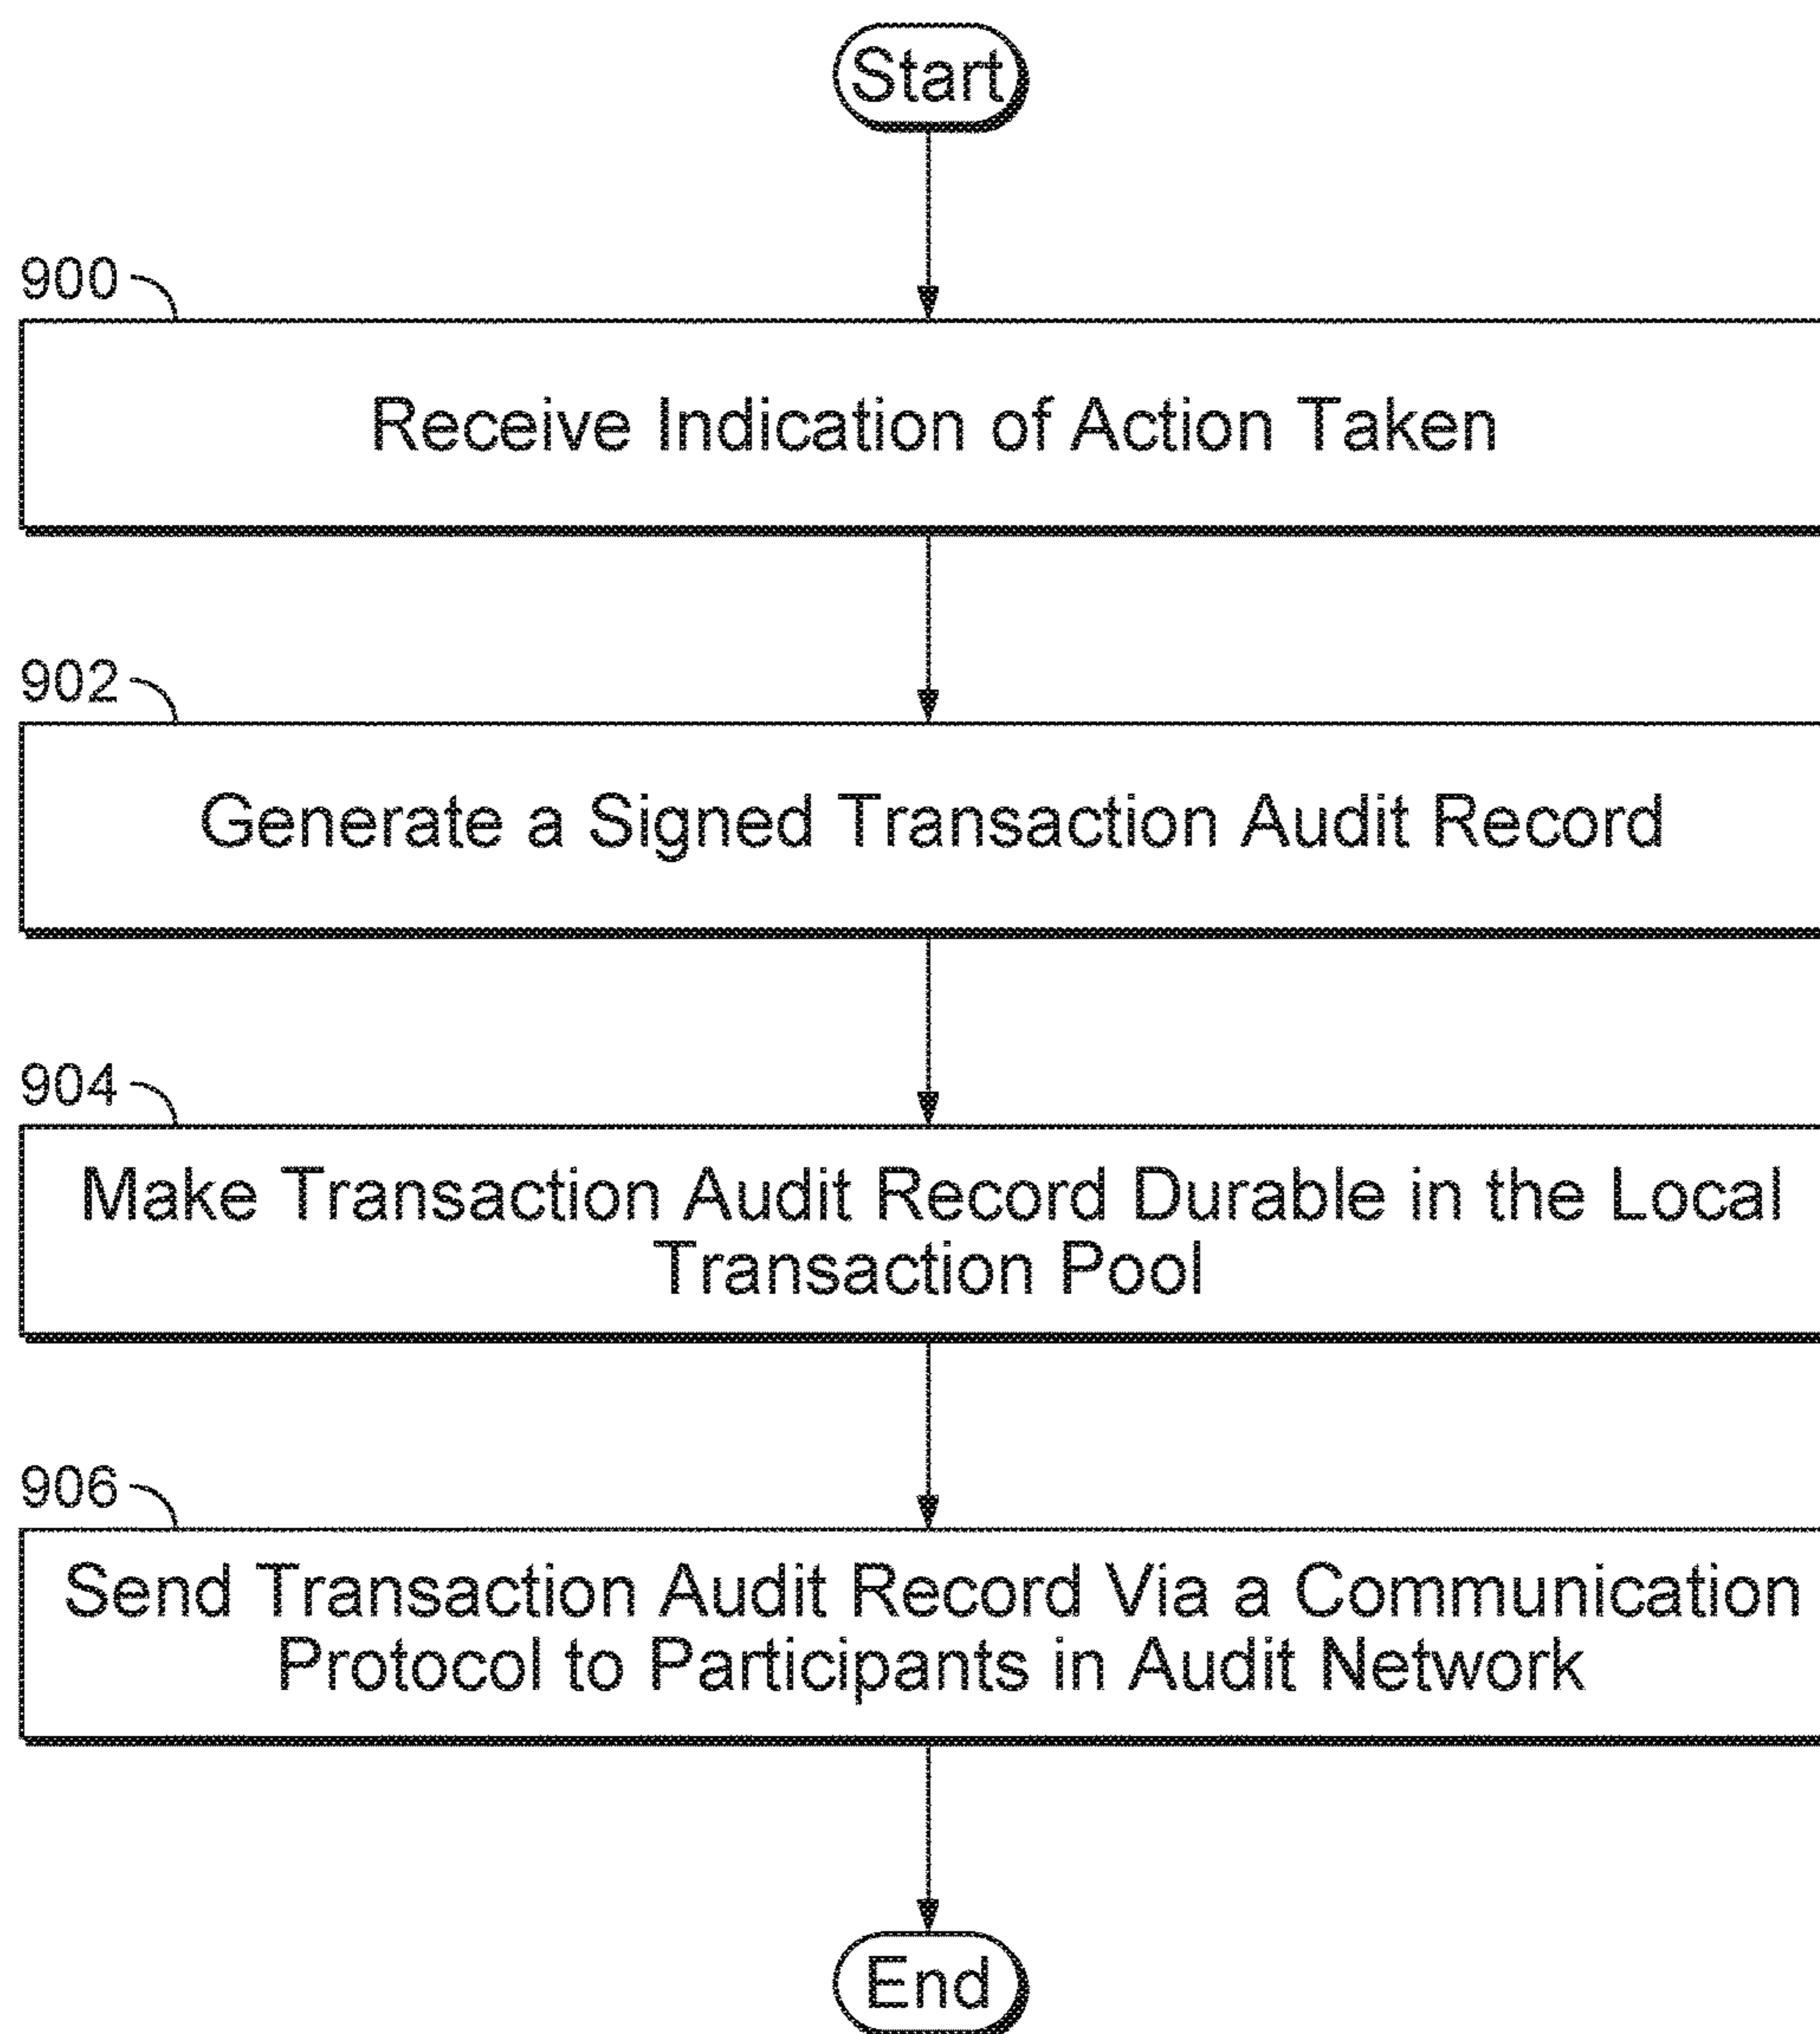 Start
900
Receive Indication of Action Taken
902
Generate a Signed Transaction Audit Record
904
Make Transaction Audit Record Durable in the Local
Transaction Pool
906
Send Transaction Audit Record Via a Communication
Protocol to Participants in Audit Network
End